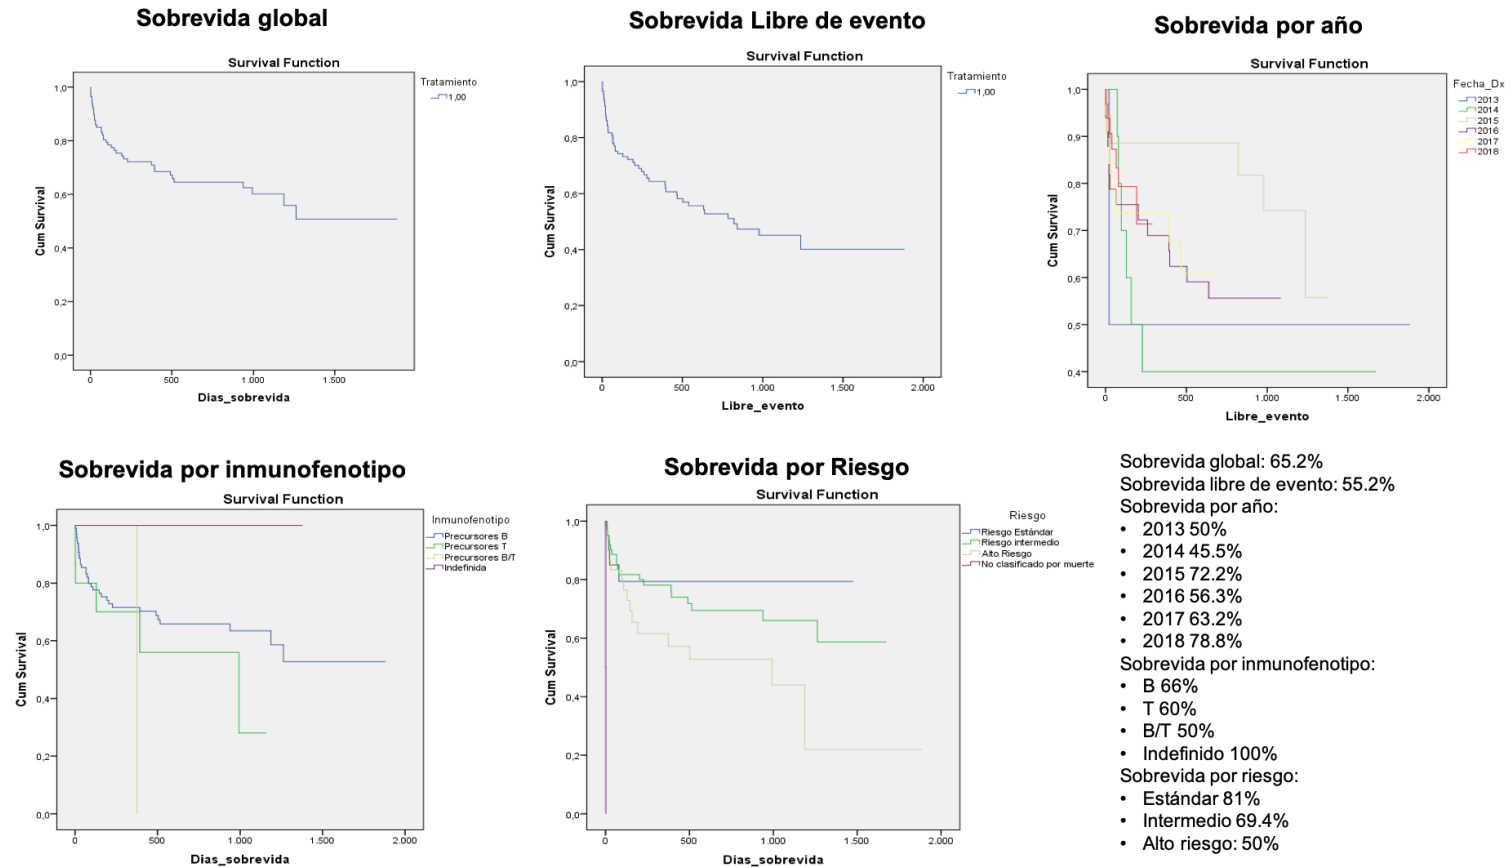 Sobrevida global
Survival Function
Tratamiento
1,00
Cum Survival
1,0
0,8
0,6
0,4
0,2
0,0
0
500
1.000
1.500
Dias_sobrevida
Sobrevida Libre de evento
Survival Function
Tratamiento
1,00
Cum Survival
1,0
0,8
0,6
0,4
0,2
0,0
0
500
1.000
1.500
2.000
Libre_evento
Sobrevida por año
Survival Function
Fecha_Dx
2013
2014
2015
2016
2017
2018
Cum Survival
1,0
0,9
0,8
0,7
0,6
0,5
0,4
0
500
1.000
1.500
2.000
Libre_evento
Sobrevida por inmunofenotipo
Survival Function
Inmunofenotipo
Precursores B
Precursores T
Precursores B/T
Indefinida
Cum Survival
1,0
0,8
0,6
0,4
0,2
0,0
0
500
1.000
1.500
2.000
Dias_sobrevida
Sobrevida por Riesgo
Survival Function
Riesgo
Riesgo Estándar
Riesgo intermedio
Alto Riesgo
No clasificado por muerte
Cum Survival
1,0
0,8
0,6
0,4
0,2
0,0
0
500
1.000
1.500
2.000
Dias_sobrevida
Sobrevida global: 65.2%
Sobrevida libre de evento: 55.2%
Sobrevida por año:
• 2013 50%
• 2014 45.5%
• 2015 72.2%
• 2016 56.3%
• 2017 63.2%
• 2018 78.8%
Sobrevida por inmunofenotipo:
• B 66%
• T 60%
• B/T 50%
• Indefinido 100%
Sobrevida por riesgo:
• Estándar 81%
• Intermedio 69.4%
• Alto riesgo: 50%